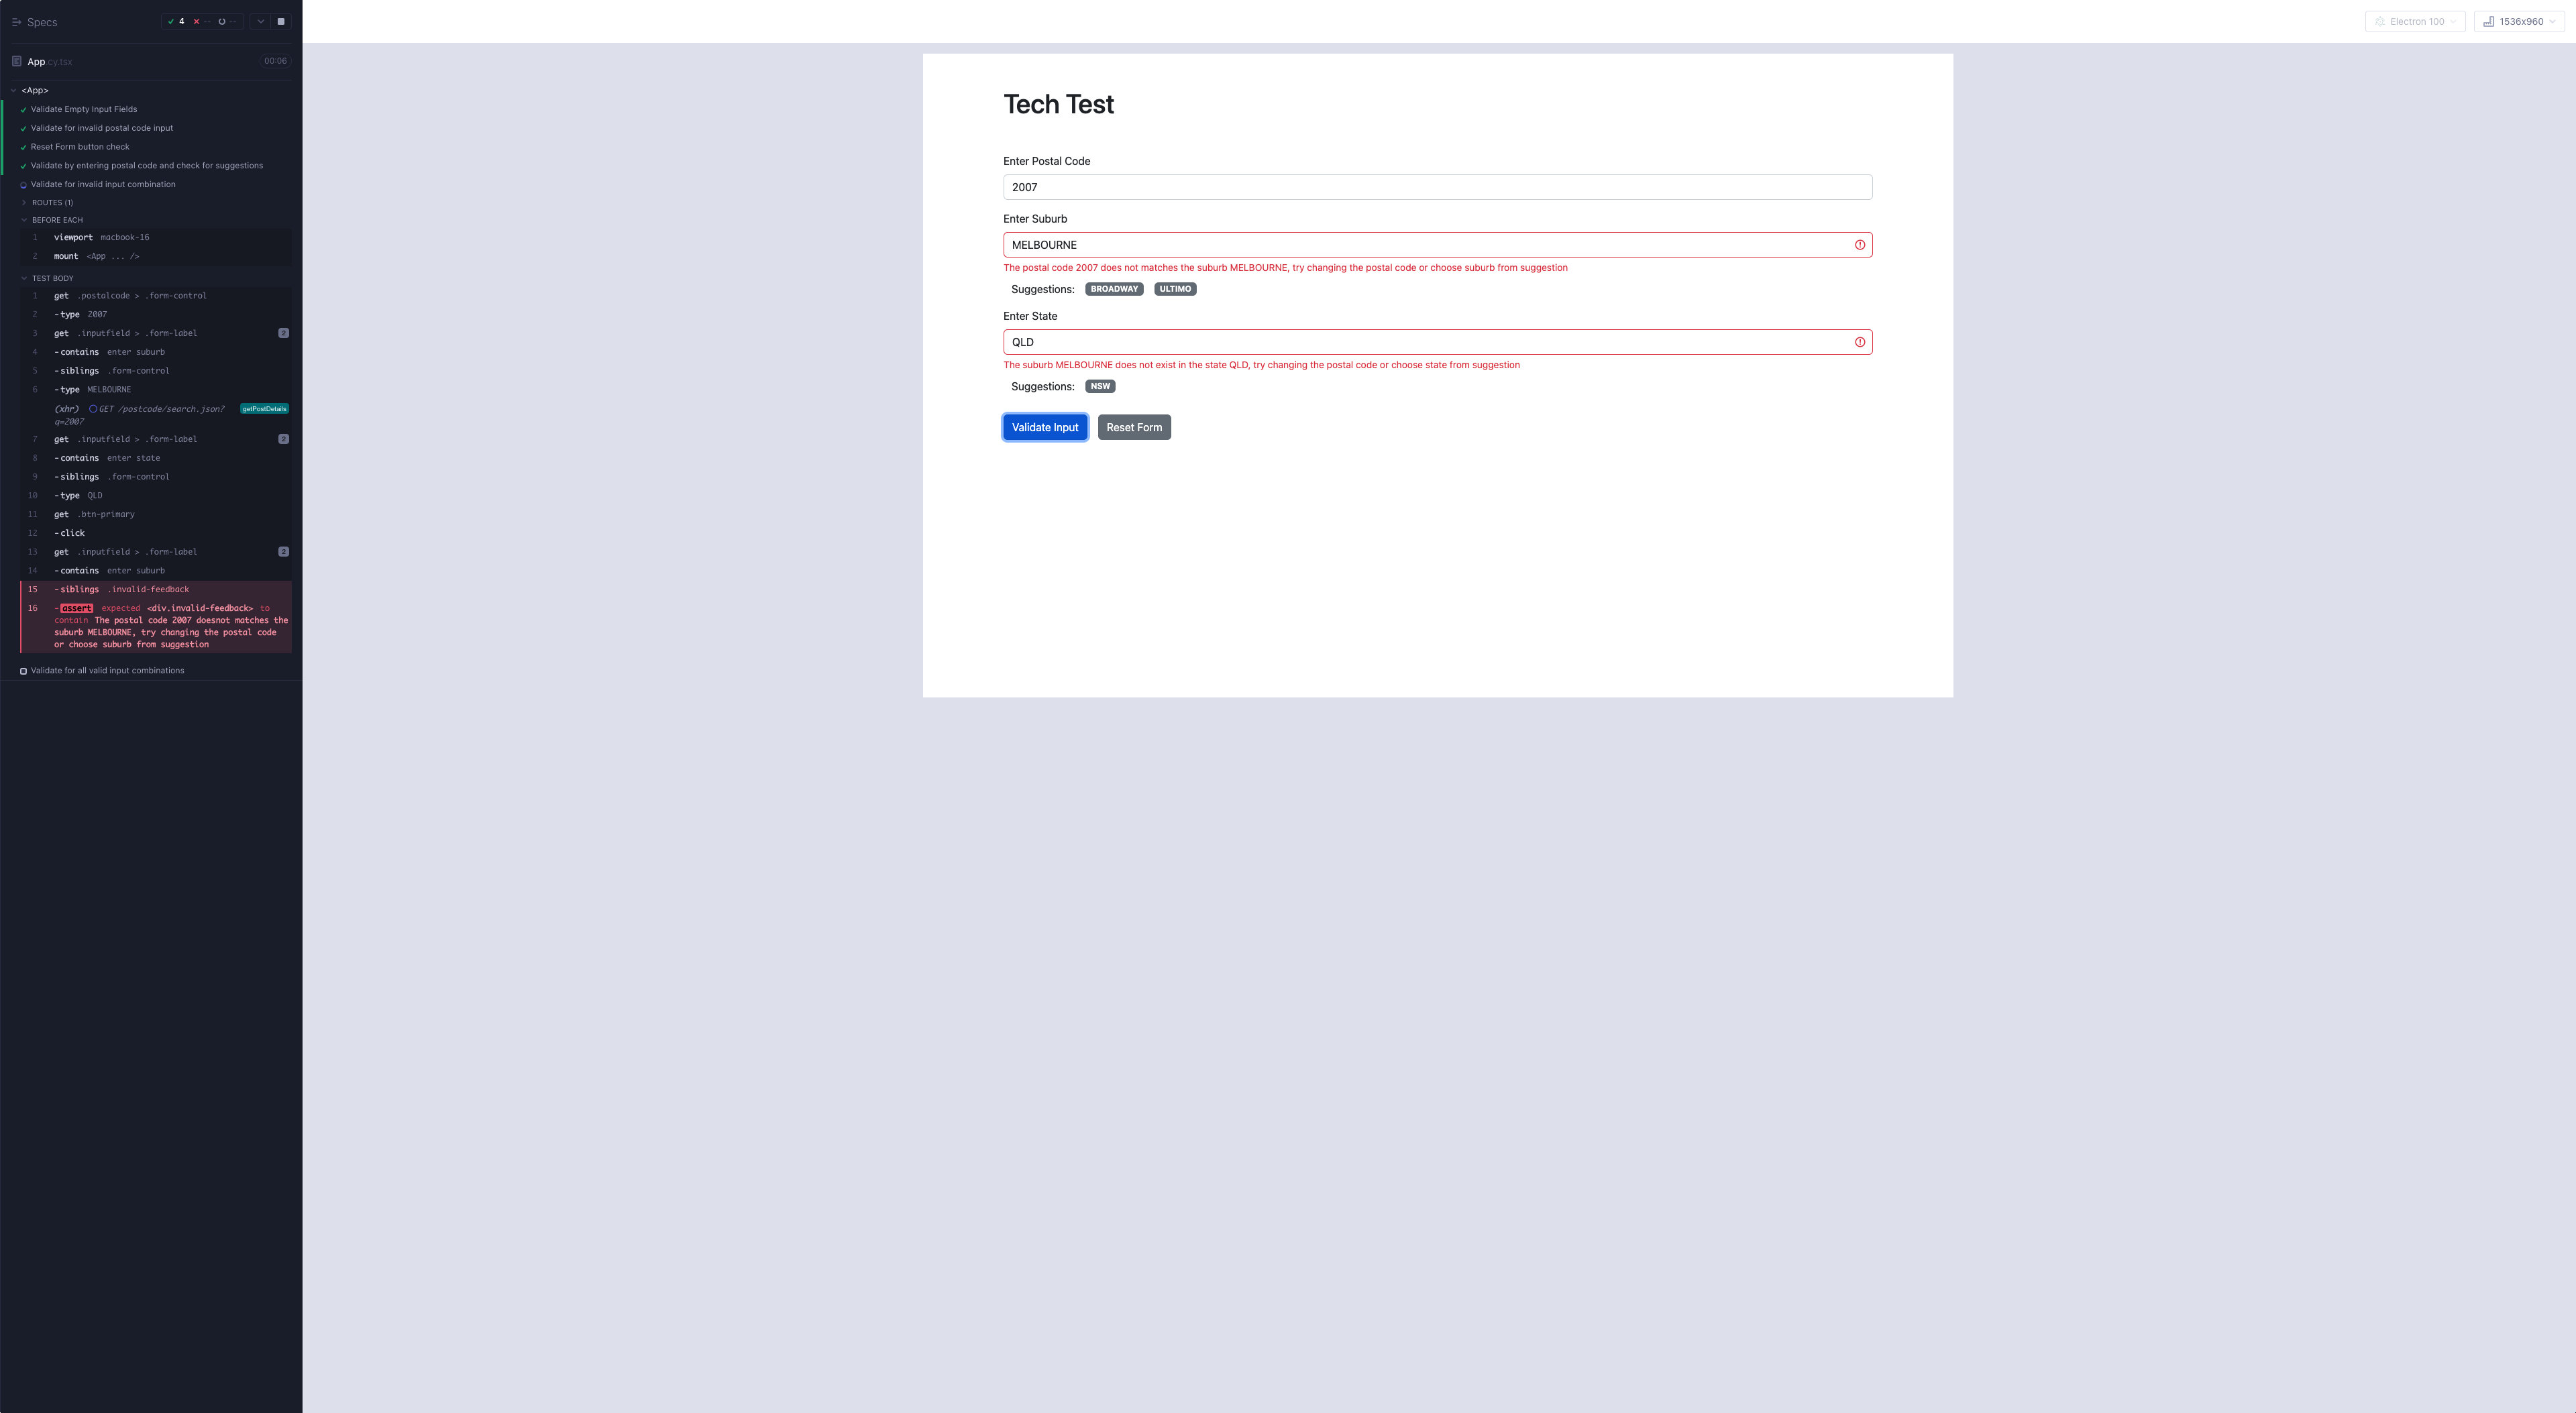 Specs
4 -- --
App.cy.tsx 00:06
<App>
Validate Empty Input Fields
Validate for invalid postal code input
Reset Form button check
Validate by entering postal code and check for suggestions
Validate for invalid input combination
ROUTES (1)
BEFORE EACH
1 viewport macbook-16
2 mount <App ... />
TEST BODY
1 get .postalcode > .form-control
2 -type 2007
3 get .inputfield > .form-label 2
4 -contains enter suburb
5 -siblings .form-control
6 -type MELBOURNE
(xhr) GET /postcode/search.json? getPostDetails
q=2007
7 get .inputfield > .form-label 2
8 -contains enter state
9 -siblings .form-control
10 -type QLD
11 get .btn-primary
12 -click
13 get .inputfield > .form-label 2
14 -contains enter suburb
15 -siblings .invalid-feedback
16 -assert expected <div.invalid-feedback> to
contain The postal code 2007 doesnot matches the
suburb MELBOURNE, try changing the postal code
or choose suburb from suggestion
Validate for all valid input combinations
Electron 100
1536x960
Tech Test
Enter Postal Code
2007
Enter Suburb
MELBOURNE
The postal code 2007 does not matches the suburb MELBOURNE, try changing the postal code or choose suburb from suggestion
Suggestions: BROADWAY ULTIMO
Enter State
QLD
The suburb MELBOURNE does not exist in the state QLD, try changing the postal code or choose state from suggestion
Suggestions: NSW
Validate Input Reset Form